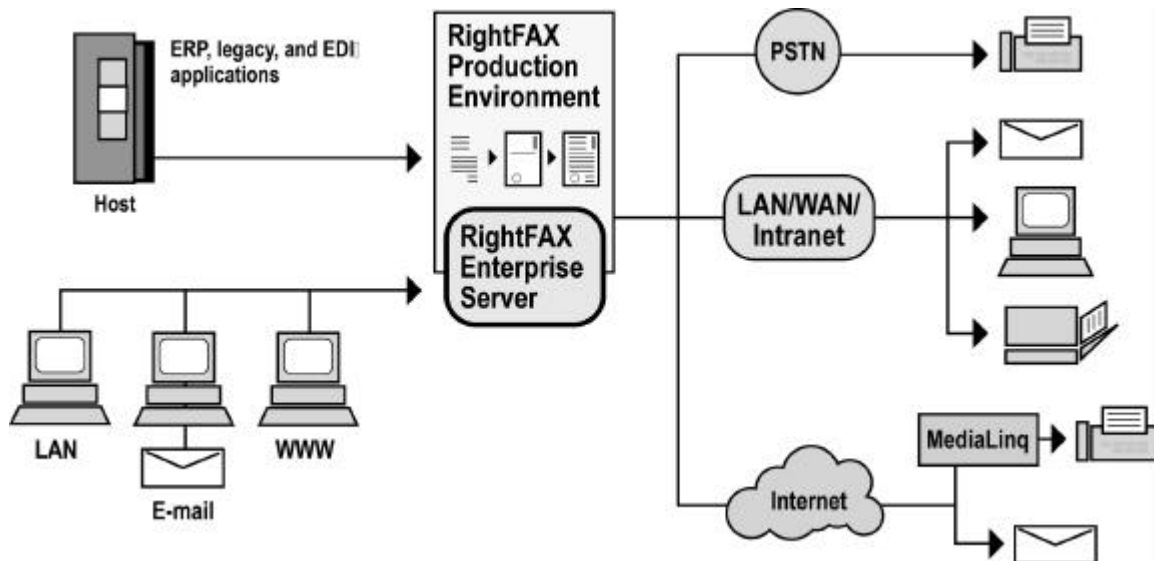 ERP, legacy, and EDI
applications
Host
RightFAX
Production
Environment
RightFAX
Enterprise
Server
LAN
E-mail
WWW
PSTN
LAN/WAN/
Intranet
MediaLinq
Internet